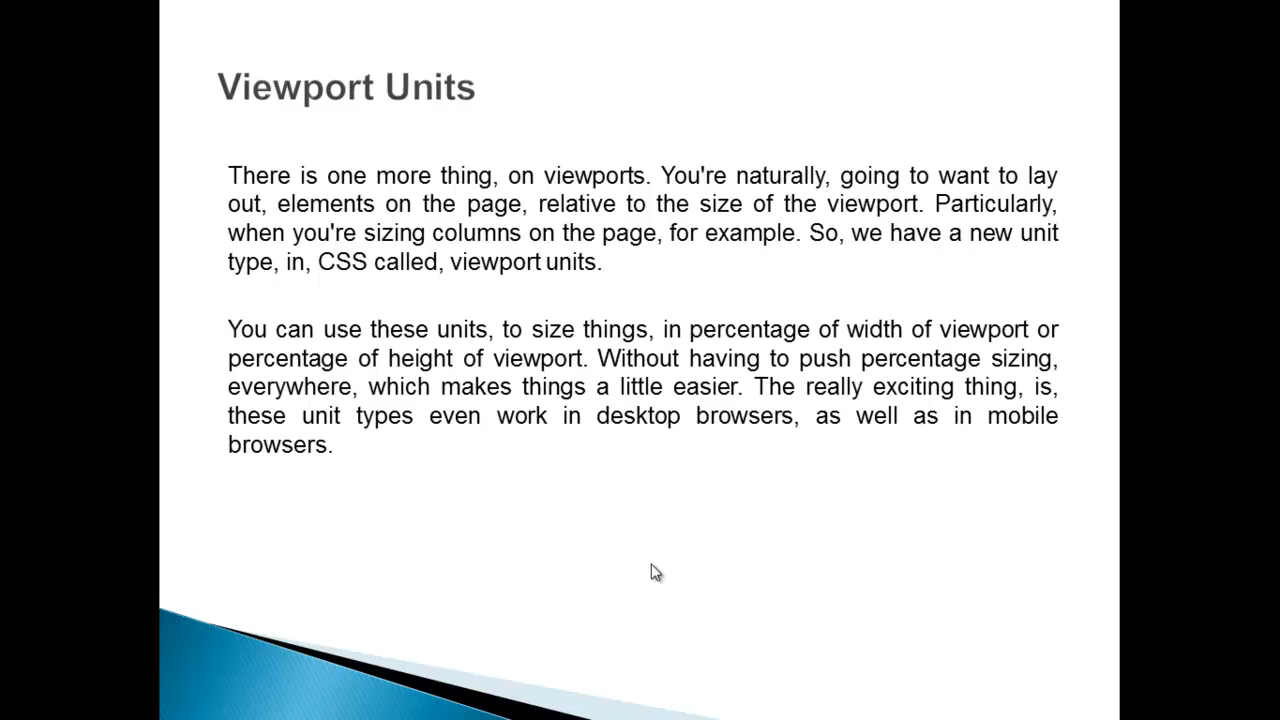 Viewport Units
There is one more thing, on viewports. You're naturally, going to want to lay
out, elements on the page, relative to the size of the viewport. Particularly,
when you're sizing columns on the page, for example. So, we have a new unit
type, in, CSS called, viewport units.
You can use these units, to size things, in percentage of width of viewport or
percentage of height of viewport. Without having to push percentage sizing,
everywhere, which makes things a little easier. The really exciting thing, is,
these unit types even work in desktop browsers, as well as in mobile
browsers.